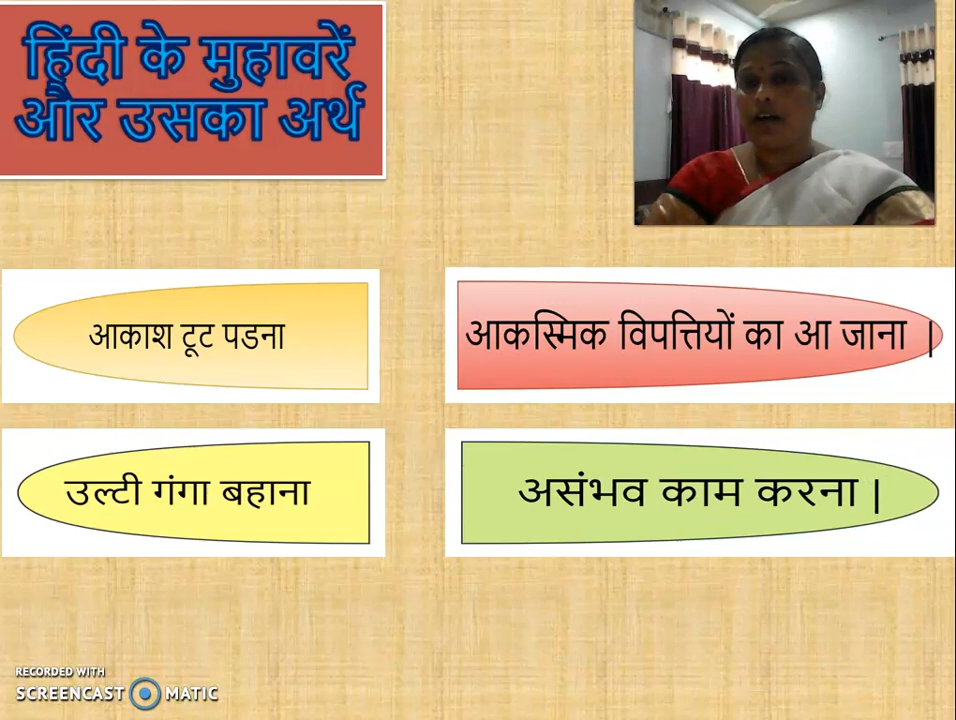 हिंदी के मुहावरें
और उसका अर्थ
आकाश टूट पडना
आकस्मिक विपत्तियों का आ जाना |
उल्टी गंगा बहाना
असंभव काम करना |
RECORDED WITH
SCREENCAST MATIC